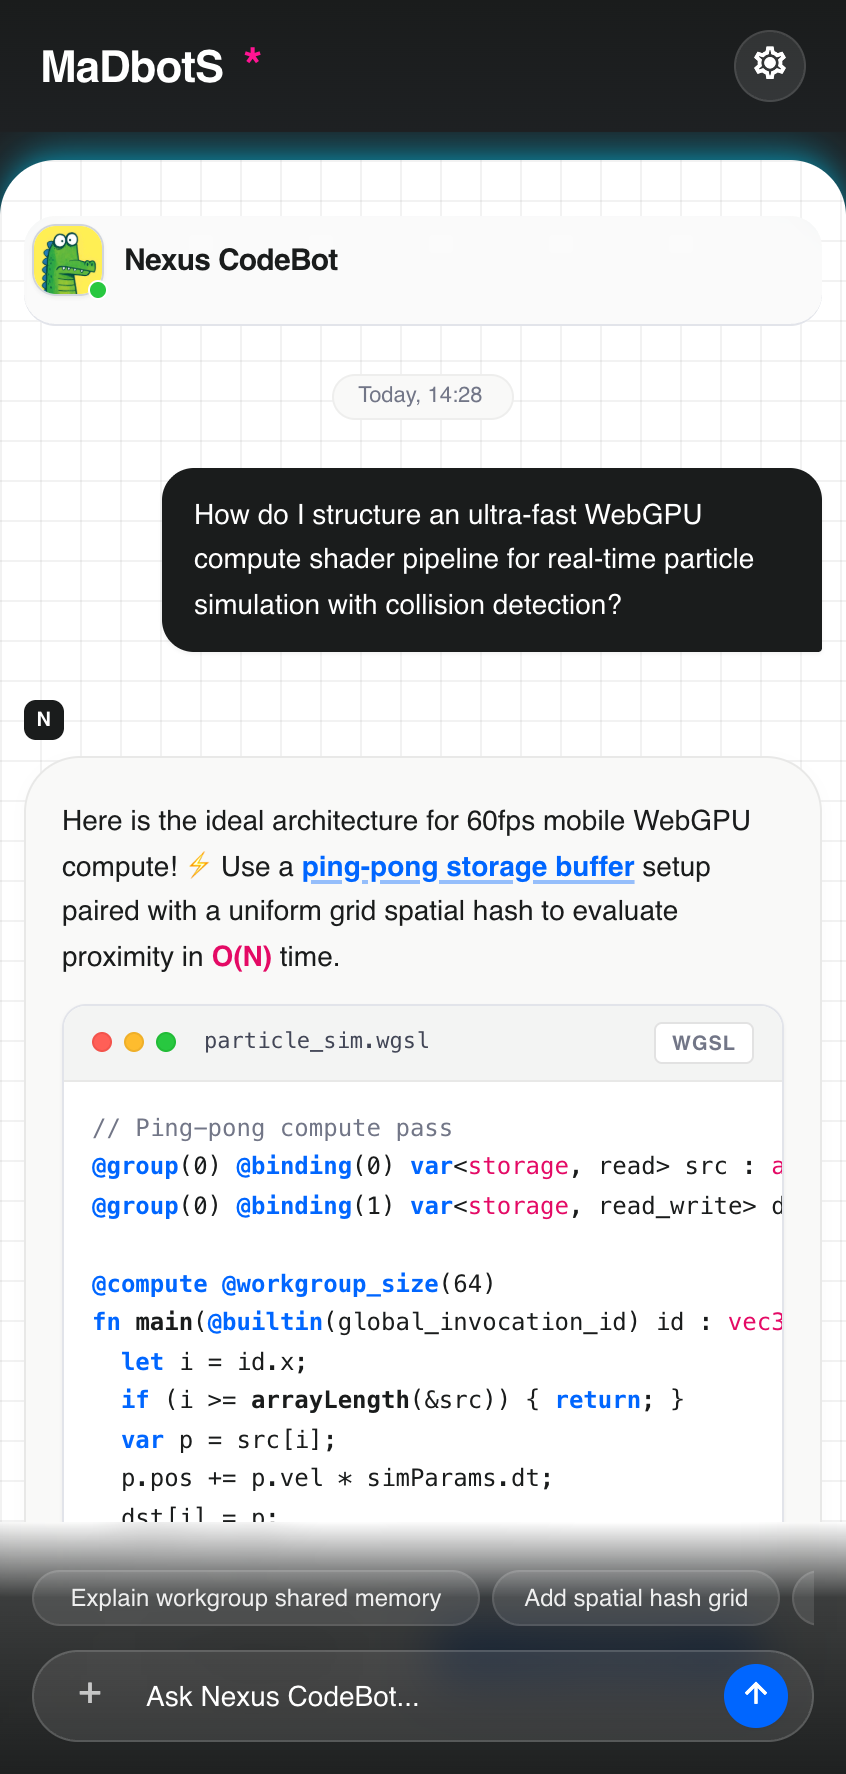 MaDbotS *
Nexus CodeBot
Today, 14:28
How do I structure an ultra-fast WebGPU
compute shader pipeline for real-time particle
simulation with collision detection?
N
Here is the ideal architecture for 60fps mobile WebGPU
compute! ⚡ Use a ping-pong storage buffer setup
paired with a uniform grid spatial hash to evaluate
proximity in O(N) time.
particle_sim.wgsl
WGSL
// Ping-pong compute pass
@group(0) @binding(0) var<storage, read> src : a
@group(0) @binding(1) var<storage, read_write> d
@compute @workgroup_size(64)
fn main(@builtin(global_invocation_id) id : vec3
let i = id.x;
if (i >= arrayLength(&src)) { return; }
var p = src[i];
p.pos += p.vel * simParams.dt;
dst[i] = p;
Explain workgroup shared memory
Add spatial hash grid
+ Ask Nexus CodeBot...